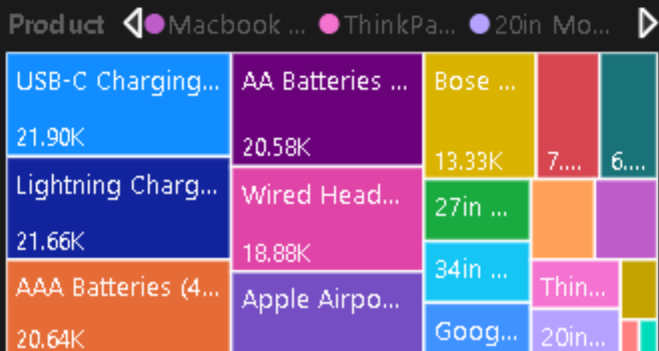 Product Macbook ... ThinkPa... 20in Mo...
USB-C Charging...
21.90K
Lightning Charg...
21.66K
AAA Batteries (4...
20.64K
AA Batteries ...
20.58K
Wired Head...
18.88K
Apple Airpo...
Bose ...
13.33K
7....
6....
27in ...
34in ...
Goog...
Thin...
20in...